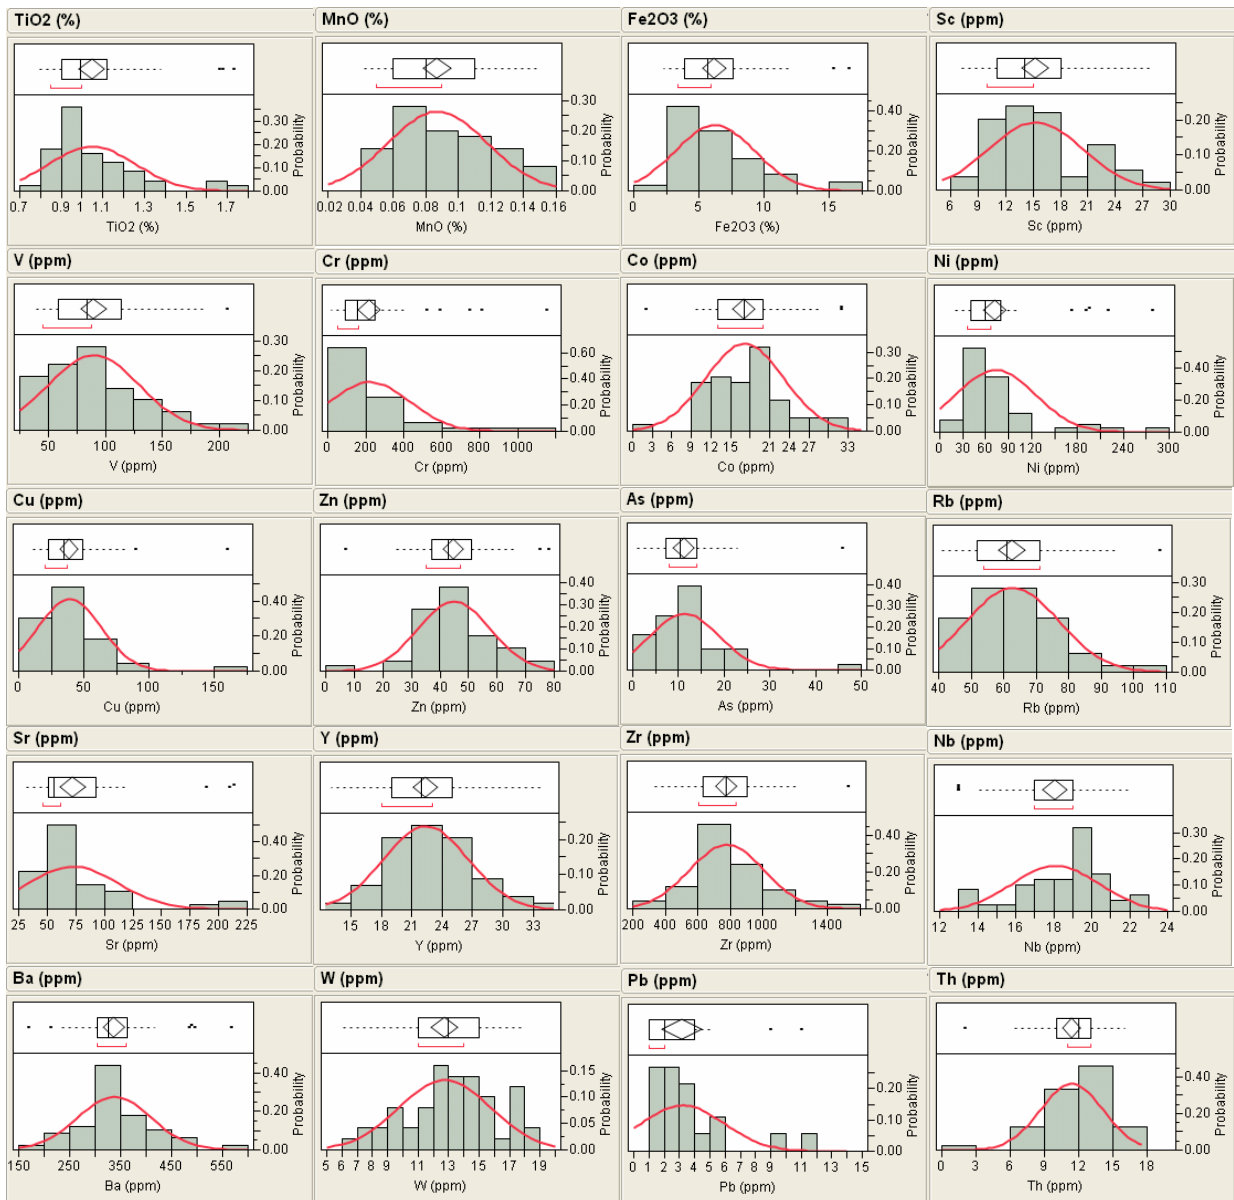 TiO2 (%)
MnO (%)
Fe2O3 (%)
Sc (ppm)
0.30
0.20
0.10
0.00
Probability
0.7 0.9 1 1.1 1.3 1.5 1.7
TiO2 (%)
0.30
0.20
0.10
0.00
Probability
0.02 0.04 0.06 0.08 0.1 0.12 0.14 0.16
MnO (%)
0.40
0.20
0.00
Probability
0 5 10 15
Fe2O3 (%)
0.20
0.10
0.00
Probability
6 9 12 15 18 21 24 27 30
Sc (ppm)
V (ppm)
Cr (ppm)
Co (ppm)
Ni (ppm)
0.30
0.20
0.10
0.00
Probability
50 100 150 200
V (ppm)
0.60
0.40
0.20
0.00
Probability
0 200 400 600 800 1000
Cr (ppm)
0.30
0.20
0.10
0.00
Probability
0 3 6 9 12 15 18 21 24 27 33
Co (ppm)
0.40
0.20
0.00
Probability
0 30 60 90 120 180 240 300
Ni (ppm)
Cu (ppm)
Zn (ppm)
As (ppm)
Rb (ppm)
0.40
0.20
0.00
Probability
0 50 100 150
Cu (ppm)
0.40
0.30
0.20
0.10
0.00
Probability
0 10 20 30 40 50 60 70 80
Zn (ppm)
0.40
0.20
0.00
Probability
0 10 20 30 40 50
As (ppm)
0.30
0.20
0.10
0.00
Probability
40 50 60 70 80 90 100 110
Rb (ppm)
Sr (ppm)
Y (ppm)
Zr (ppm)
Nb (ppm)
0.40
0.20
0.00
Probability
25 50 75 100 125 150 175 200 225
Sr (ppm)
0.20
0.10
0.00
Probability
15 18 21 24 27 30 33
Y (ppm)
0.40
0.20
0.00
Probability
200 400 600 800 1000 1400
Zr (ppm)
0.30
0.20
0.10
0.00
Probability
12 14 16 18 20 22 24
Nb (ppm)
Ba (ppm)
W (ppm)
Pb (ppm)
Th (ppm)
0.40
0.20
0.00
Probability
150 250 350 450 550
Ba (ppm)
0.15
0.10
0.05
0.00
Probability
5 6 7 8 9 11 13 15 17 19
W (ppm)
0.20
0.10
0.00
Probability
0 1 2 3 4 5 6 7 9 11 13 15
Pb (ppm)
0.40
0.20
0.00
Probability
0 3 6 9 12 15 18
Th (ppm)